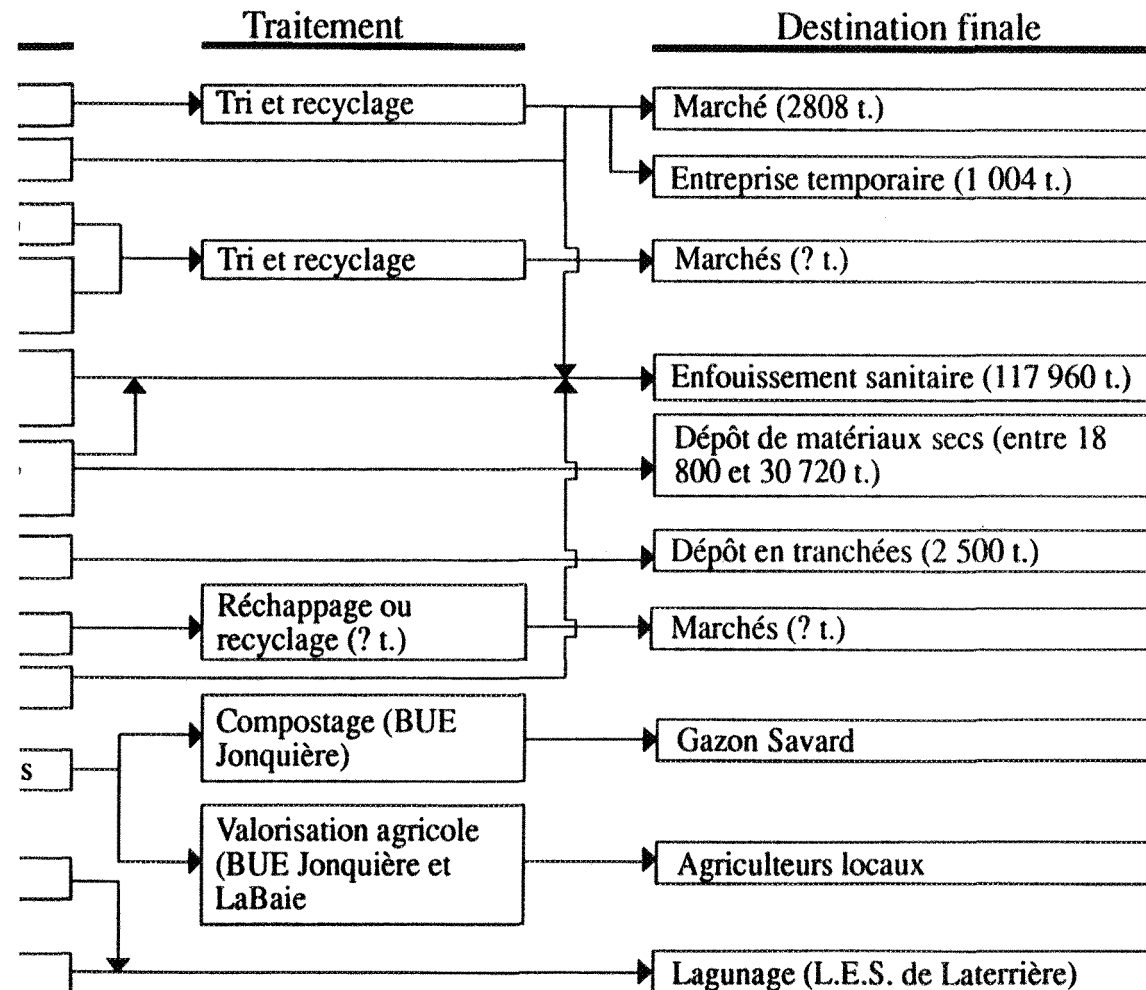 Traitement
Destination finale
Tri et recyclage
Marché (2808 t.)
Entreprise temporaire (1 004 t.)
Tri et recyclage
Marchés (? t.)
Enfouissement sanitaire (117 960 t.)
Dépôt de matériaux secs (entre 18
800 et 30 720 t.)
Dépôt en tranchées (2 500 t.)
Réchappage ou
recyclage (? t.)
Marchés (? t.)
Compostage (BUE
Jonquière)
Gazon Savard
s
Valorisation agricole
(BUE Jonquière et
LaBaie
Agriculteurs locaux
Lagunage (L.E.S. de Laterrière)